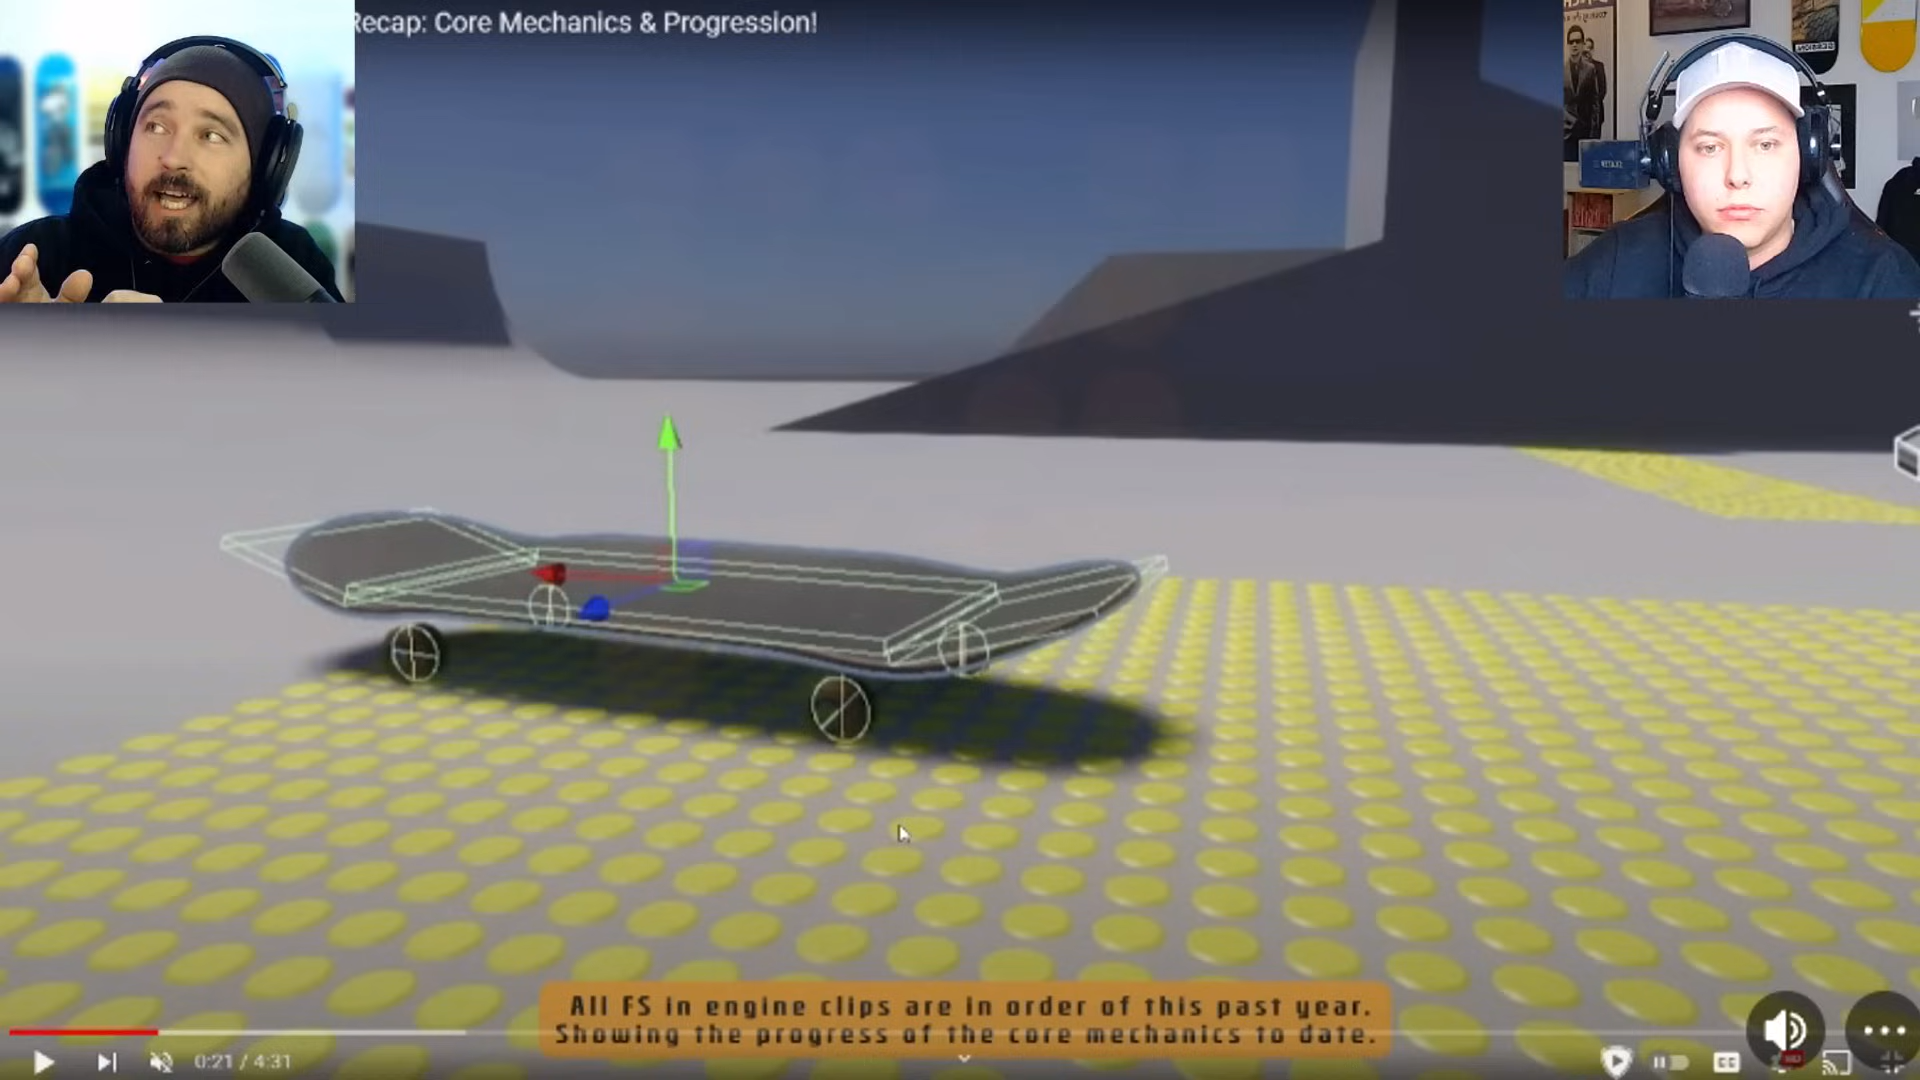 Recap: Core Mechanics & Progression!
All FS in engine clips are in order of this past year.
Showing the progress of the core mechanics to date.
0:21 / 4:31
CC